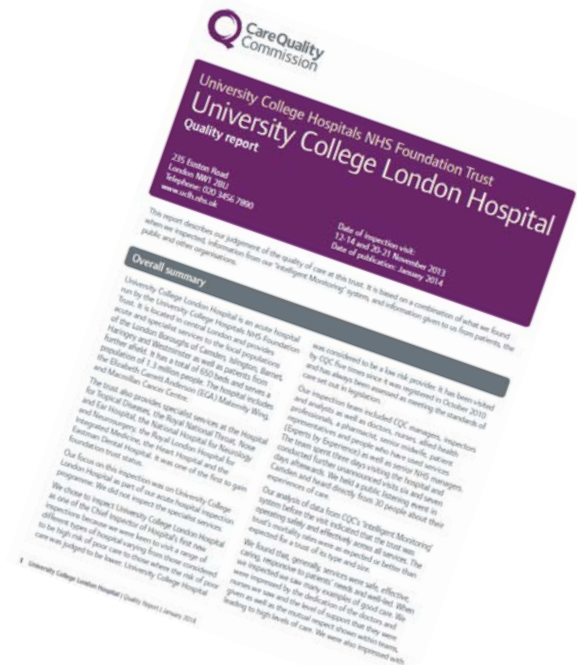 CareQuality
Commission
University College Hospitals NHS Foundation Trust
University College London Hospital
Quality report
235 Euston Road
London NW1 2BU
Telephone: 020 3456 7890
www.uclh.nhs.uk
Date of inspection visit:
12-14 and 20-21 November 2013
Date of publication: January 2014
This report describes our judgement of the quality of care at this trust. It is based on a combination of what we found
when we inspected, information from our 'Intelligent Monitoring' system, and information given to us from patients, the
public and other organisations.
Overall summary
University College London Hospital is an acute hospital
run by the University College Hospitals NHS Foundation
Trust. It is located in central London and provides
acute and specialist services to the local populations
of the London Boroughs of Camden, Islington, Barnet,
Haringey and Westminster as well as patients from
further afield. It has a total of 650 beds and serves a
population of 1.3 million people. The hospital includes
the Elizabeth Garrett Anderson (EGA) Maternity Wing
and Macmillan Cancer Centre.
The trust also provides specialist services at the Hospital
for Tropical Diseases, the Royal National Throat, Nose
and Ear Hospital, the National Hospital for Neurology
and Neurosurgery, the Royal London Hospital for
Integrated Medicine, the Heart Hospital and the
Eastman Dental Hospital. It was one of the first to gain
foundation trust status.
Our focus on this inspection was on University College
London Hospital as part of our acute hospital inspection
programme. We did not inspect the specialist services.
We chose to inspect University College London Hospital
as one of the Chief Inspector of Hospital's first new
inspections because we were keen to visit a range of
different types of hospital varying from those considered
to be high risk of poor care to those where the risk of poor
care was judged to be lower. University College Hospital
was considered to be a low risk provider. It has been visited
by CQC five times since it was registered in October 2010
and has always been assessed as meeting the standards of
care set out in legislation.
Our inspection team included CQC managers, inspectors
and analysts as well as doctors, nurses, allied health
professionals, a pharmacist, senior midwife, patient
representatives and people who have used services
(Experts by Experience) as well as senior NHS managers.
The team spent three days visiting the hospital and
conducted further unannounced visits six and seven
days afterwards. We held a public listening event in
Camden and heard directly from 30 people about their
experiences of care.
Our analysis of data from CQC's 'Intelligent Monitoring'
system before the visit indicated that the trust was
operating safely and effectively across all services. The
trust's mortality rates were as expected or better than
expected for a trust of its type and size.
We found that, generally, services were safe, effective,
caring, responsive to patients' needs and well-led. When
we inspected we saw many examples of good care. We
were impressed by the dedication of the doctors and
nurses we saw and the level of support that they were
given as well as the mutual respect shown within teams,
leading to high levels of care. We were also impressed with
1 University College London Hospital | Quality Report | January 2014